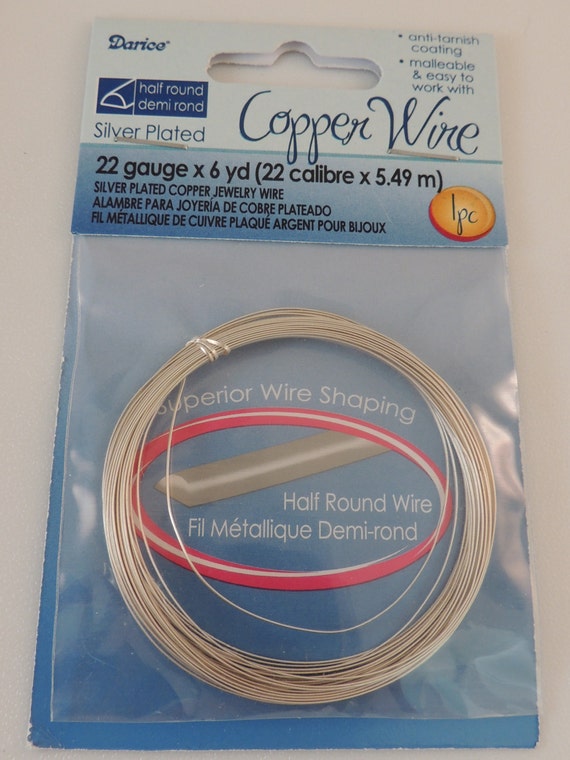 Darice®
• anti-tarnish
coating
• malleable
& easy to
work with
half round
demi rond
Silver Plated
Copper Wire
22 gauge x 6 yd (22 calibre x 5.49 m)
SILVER PLATED COPPER JEWELRY WIRE
ALAMBRE PARA JOYERÍA DE COBRE PLATEADO
FIL MÉTALLIQUE DE CUIVRE PLAQUÉ ARGENT POUR BIJOUX
1pc
Superior Wire Shaping
Half Round Wire
Fil Métallique Demi-rond